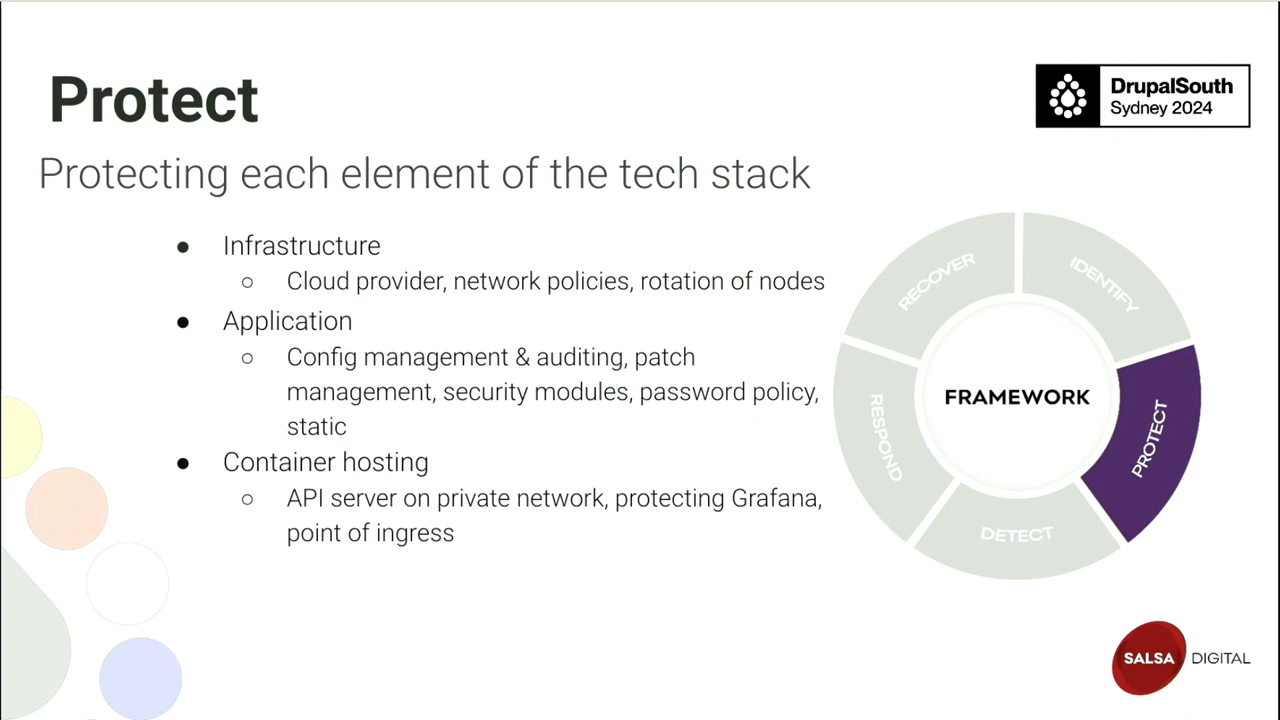 Protect
DrupalSouth
Sydney 2024
Protecting each element of the tech stack
● Infrastructure
○ Cloud provider, network policies, rotation of nodes
● Application
○ Config management & auditing, patch
management, security modules, password policy,
static
● Container hosting
○ API server on private network, protecting Grafana,
point of ingress
RECOVER
IDENTIFY
FRAMEWORK
RESPOND
PROTECT
DETECT
SALSA DIGITAL